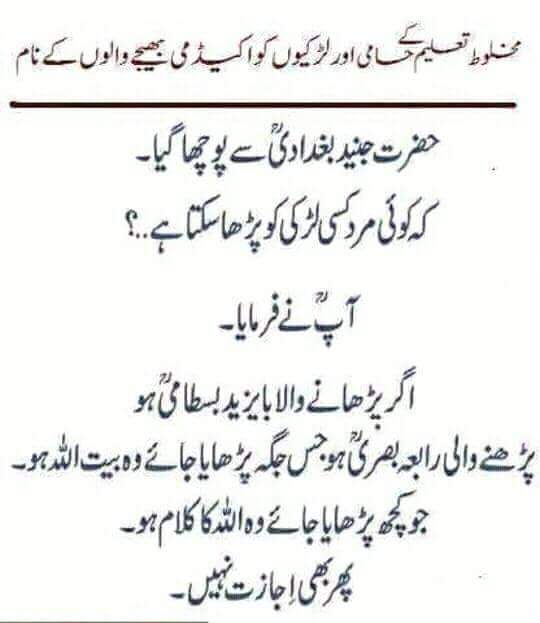 مخلوط تعلیم کے حامی اور لڑکیوں کو اکیڈمی بھیجے والوں کے نام
حضرت جنید بغدادیؒ سے پوچھا گیا۔
کہ کوئی مرد کسی لڑکی کو پڑھا سکتا ہے..؟
آپؒ نے فرمایا۔
اگر پڑھانے والا بایزید بسطامیؒ ہو
پڑھنے والی رابعہ بصریؒ ہو جس جگہ پڑھایا جائے وہ بیت اللہ ہو۔
جو کچھ پڑھایا جائے وہ اللہ کا کلام ہو۔
پھر بھی اِجازت نہیں۔